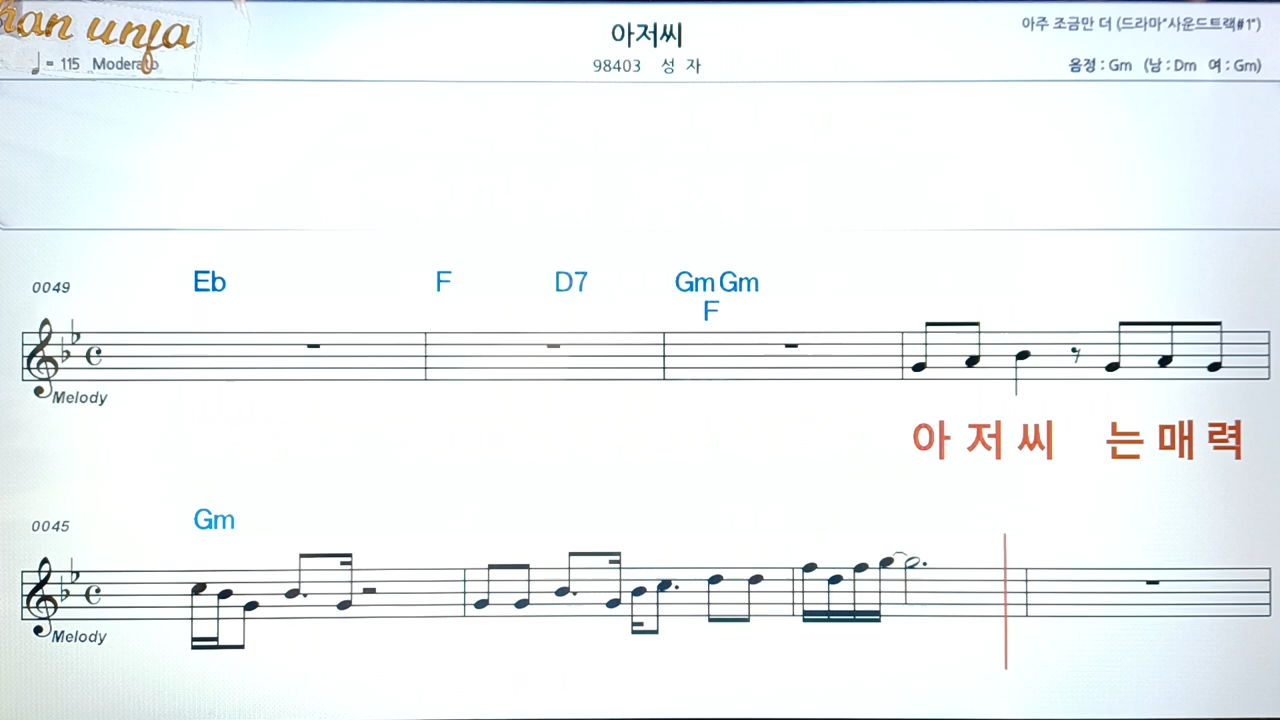 han unfa
아저씨
아주 조금만 더 (드라마"사운드트랙#1")
♩= 115 Moderato
98403 성 자
음정 : Gm (남 : Dm 여 : Gm)
0049
Eb F D7 Gm Gm
F
Melody
아 저 씨 는 매 력
0045
Gm
Melody